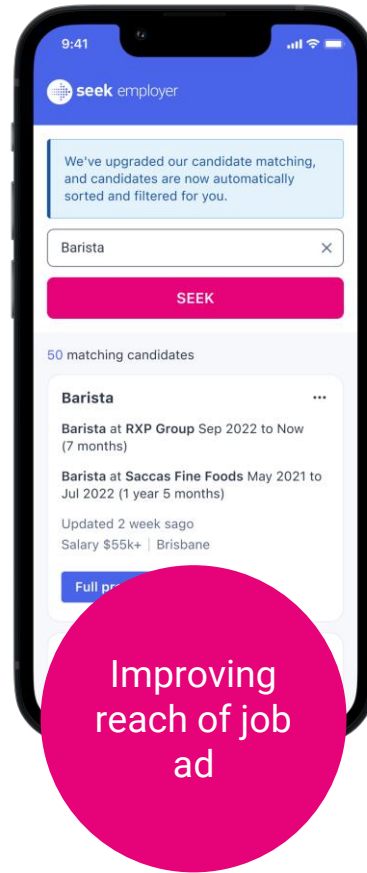 9:41
seek employer
We've upgraded our candidate matching,
and candidates are now automatically
sorted and filtered for you.
Barista
SEEK
50 matching candidates
Barista
Barista at RXP Group Sep 2022 to Now
(7 months)
Barista at Saccas Fine Foods May 2021 to
Jul 2022 (1 year 5 months)
Updated 2 week sago
Salary $55k+ | Brisbane
Full
Improving
reach of job
ad